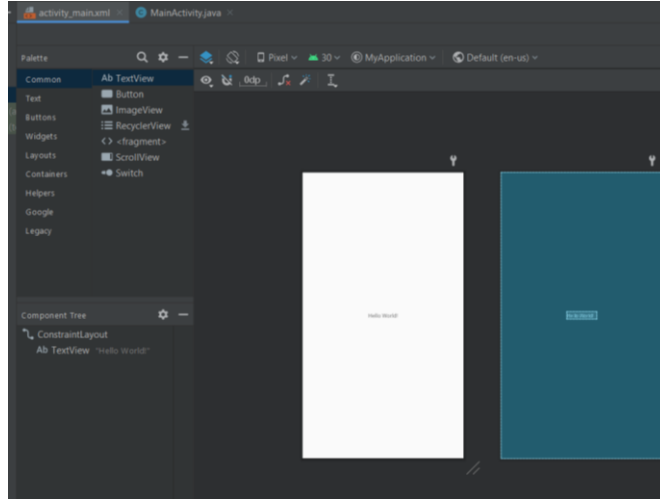 activity_main.xml MainActivity.java
Palette
Pixel 30 MyApplication Default (en-us)
Common Ab TextView
0dp
Text Button
ImageView
Buttons
RecyclerView
Widgets
<> <fragment>
Layouts ScrollView
Containers Switch
Helpers
Google
Legacy
Hello World!
Hello World!
Component Tree
ConstraintLayout
Ab TextView "Hello World!"